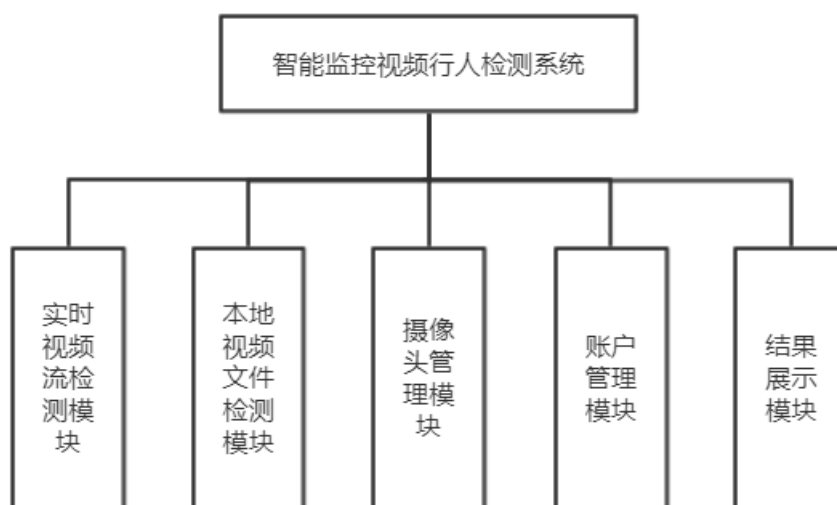 智能监控视频行人检测系统
实时
视频
流检
测模
块
本地
视频
文件
检测
模块
摄像
头管
理模
块
账户
管理
模块
结果
展示
模块